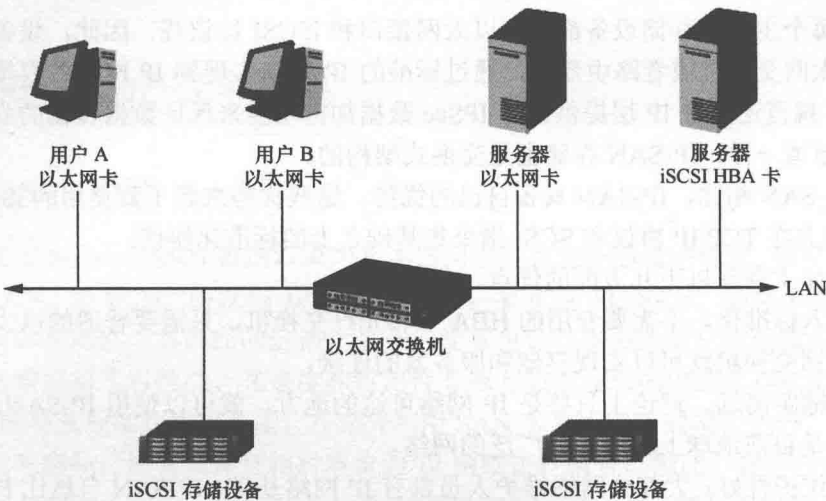 用户 A
以太网卡
用户 B
以太网卡
服务器
以太网卡
服务器
iSCSI HBA 卡
LAN
以太网交换机
iSCSI 存储设备
iSCSI 存储设备